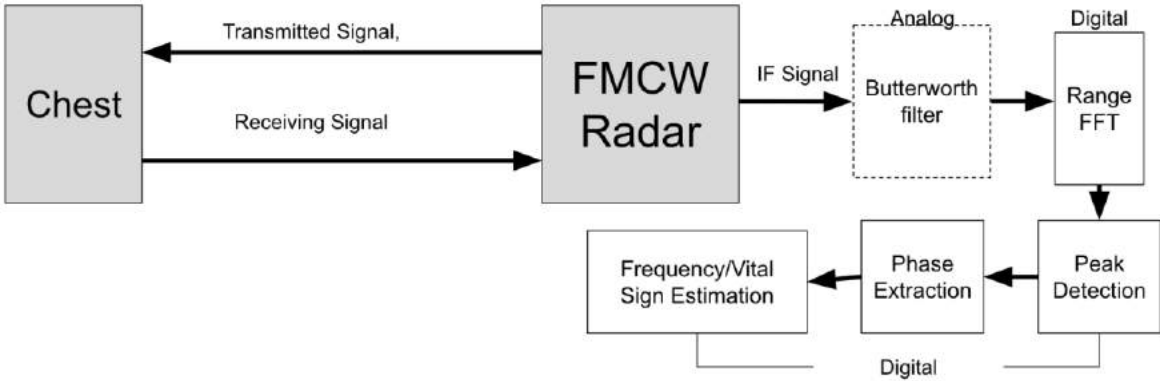 Transmitted Signal,
Chest
Receiving Signal
FMCW
Radar
IF Signal
Analog
Butterworth
filter
Digital
Range
FFT
Peak
Detection
Phase
Extraction
Frequency/Vital
Sign Estimation
Digital